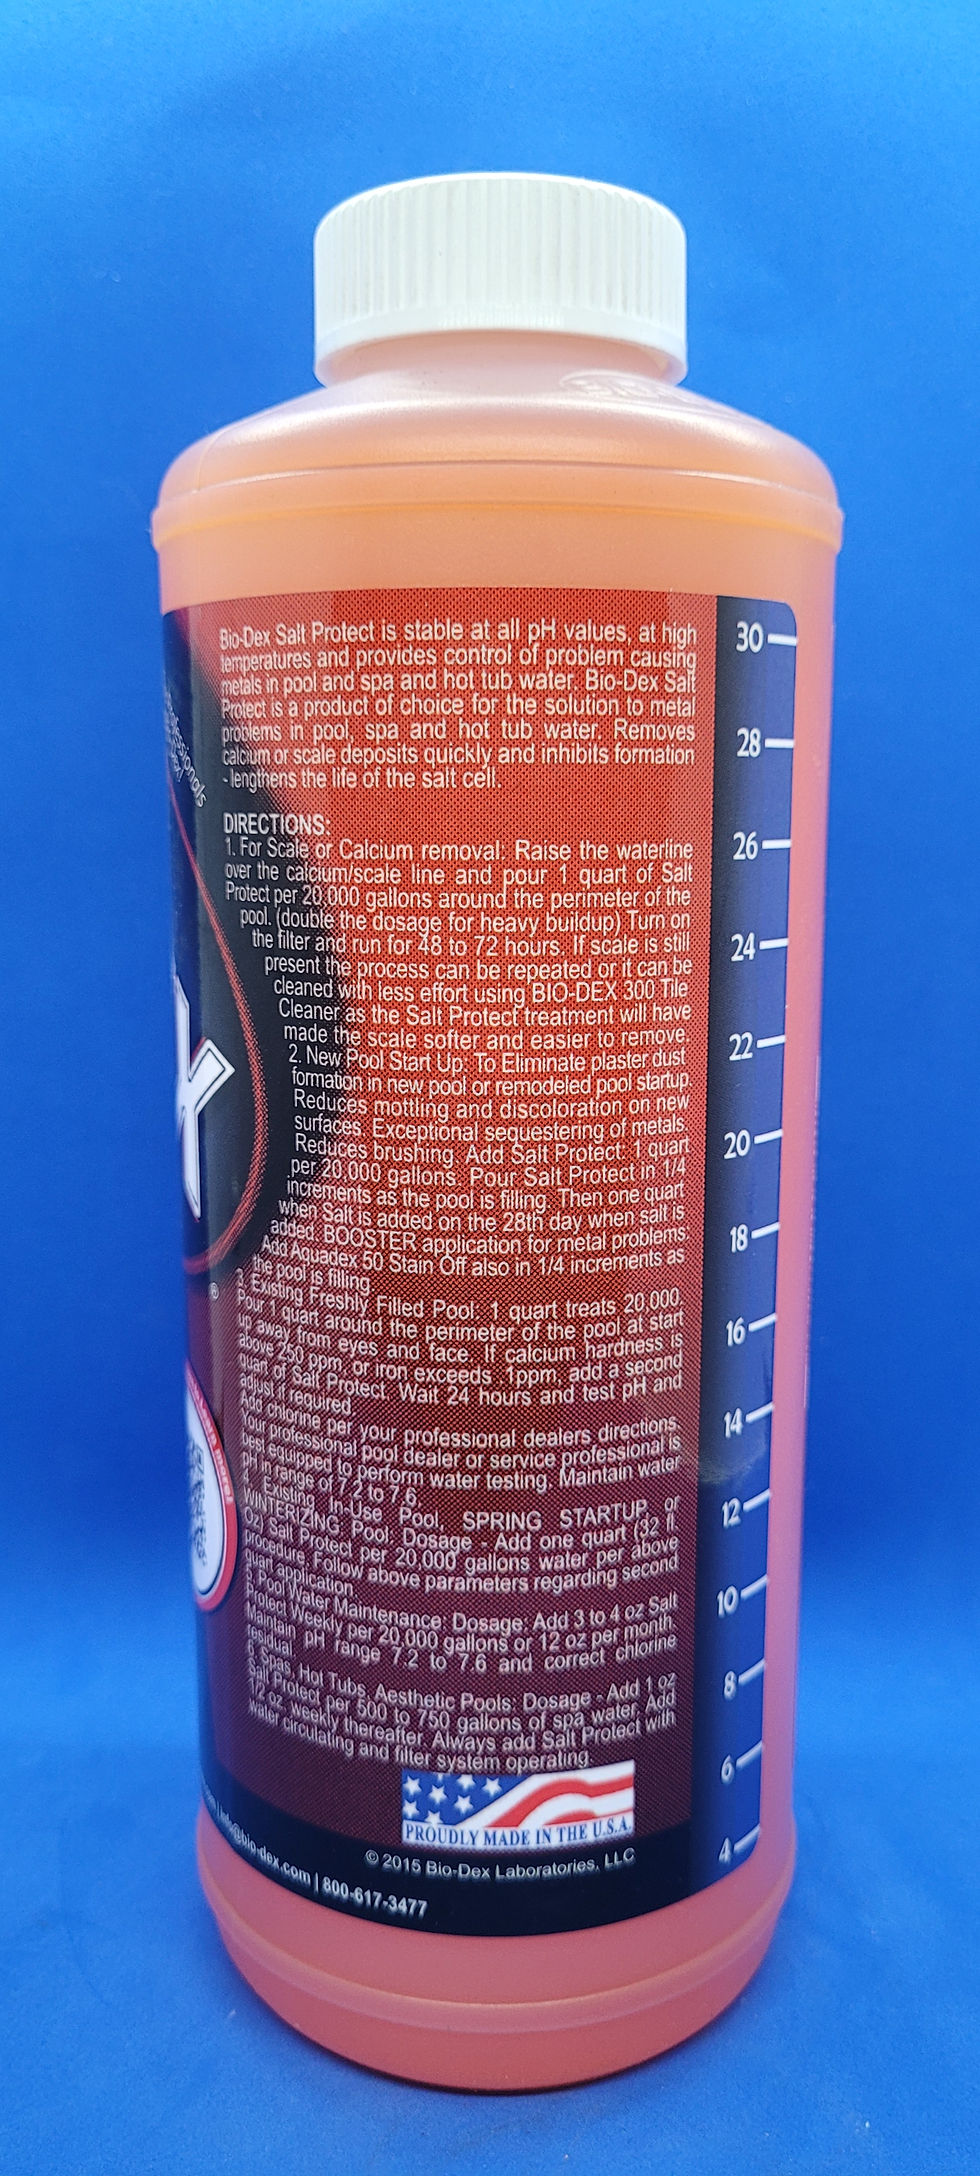 Bio-Dex Salt Protect is stable at all pH values, at high
temperatures and provides control of problem causing
metals in pool and spa and hot tub water. Bio-Dex Salt
Protect is a product of choice for the solution to metal
problems in pool, spa and hot tub water. Removes
calcium or scale deposits quickly and inhibits formation
- lengthens the life of the salt cell.
DIRECTIONS:
1. For Scale or Calcium removal: Raise the waterline
over the calcium/scale line and pour 1 quart of Salt
Protect per 20,000 gallons around the perimeter of the
pool. (double the dosage for heavy buildup) Turn on
the filter and run for 48 to 72 hours. If scale is still
present the process can be repeated or it can be
cleaned with less effort using BIO-DEX 300 Tile
Cleaner as the Salt Protect treatment will have
made the scale softer and easier to remove.
2. New Pool Start Up: To Eliminate plaster dust
formation in new pool or remodeled pool startup.
Reduces mottling and discoloration on new
surfaces. Exceptional sequestering of metals.
Reduces brushing. Add Salt Protect: 1 quart
per 20,000 gallons. Pour Salt Protect in 1/4
increments as the pool is filling. Then one quart
when Salt is added on the 28th day when salt is
added. BOOSTER application for metal problems:
Add Aquadex 50 Stain Off also in 1/4 increments as
the pool is filling.
3. Existing Freshly Filled Pool: 1 quart treats 20,000.
Pour 1 quart around the perimeter of the pool at start
up away from eyes and face. If calcium hardness is
above 250 ppm, or iron exceeds .1ppm, add a second
quart of Salt Protect. Wait 24 hours and test pH and
adjust if required.
Add chlorine per your professional dealers directions.
Your professional pool dealer or service professional is
best equipped to perform water testing. Maintain water
pH in range of 7.2 to 7.6.
Existing In-Use Pool, SPRING STARTUP, or
WINTERIZING Pool: Dosage - Add one quart (32 fl
oz) Salt Protect per 20,000 gallons water per above
procedure. Follow above parameters regarding second
quart application.
Pool Water Maintenance: Dosage: Add 3 to 4 oz Salt
Protect Weekly per 20,000 gallons or 12 oz per month.
Maintain pH range 7.2 to 7.6 and correct chlorine
residual.
6. Spas, Hot Tubs, Aesthetic Pools: Dosage - Add 1 oz
Salt Protect per 500 to 750 gallons of spa water. Add
1/2 oz. weekly thereafter. Always add Salt Protect with
water circulating and filter system operating.
PROUDLY MADE IN THE U.S.A.
© 2015 Bio-Dex Laboratories, LLC
| info@bio-dex.com | 800-617-3477
X
®
30
28
26
24
22
20
18
16
14
12
10
8
6
4